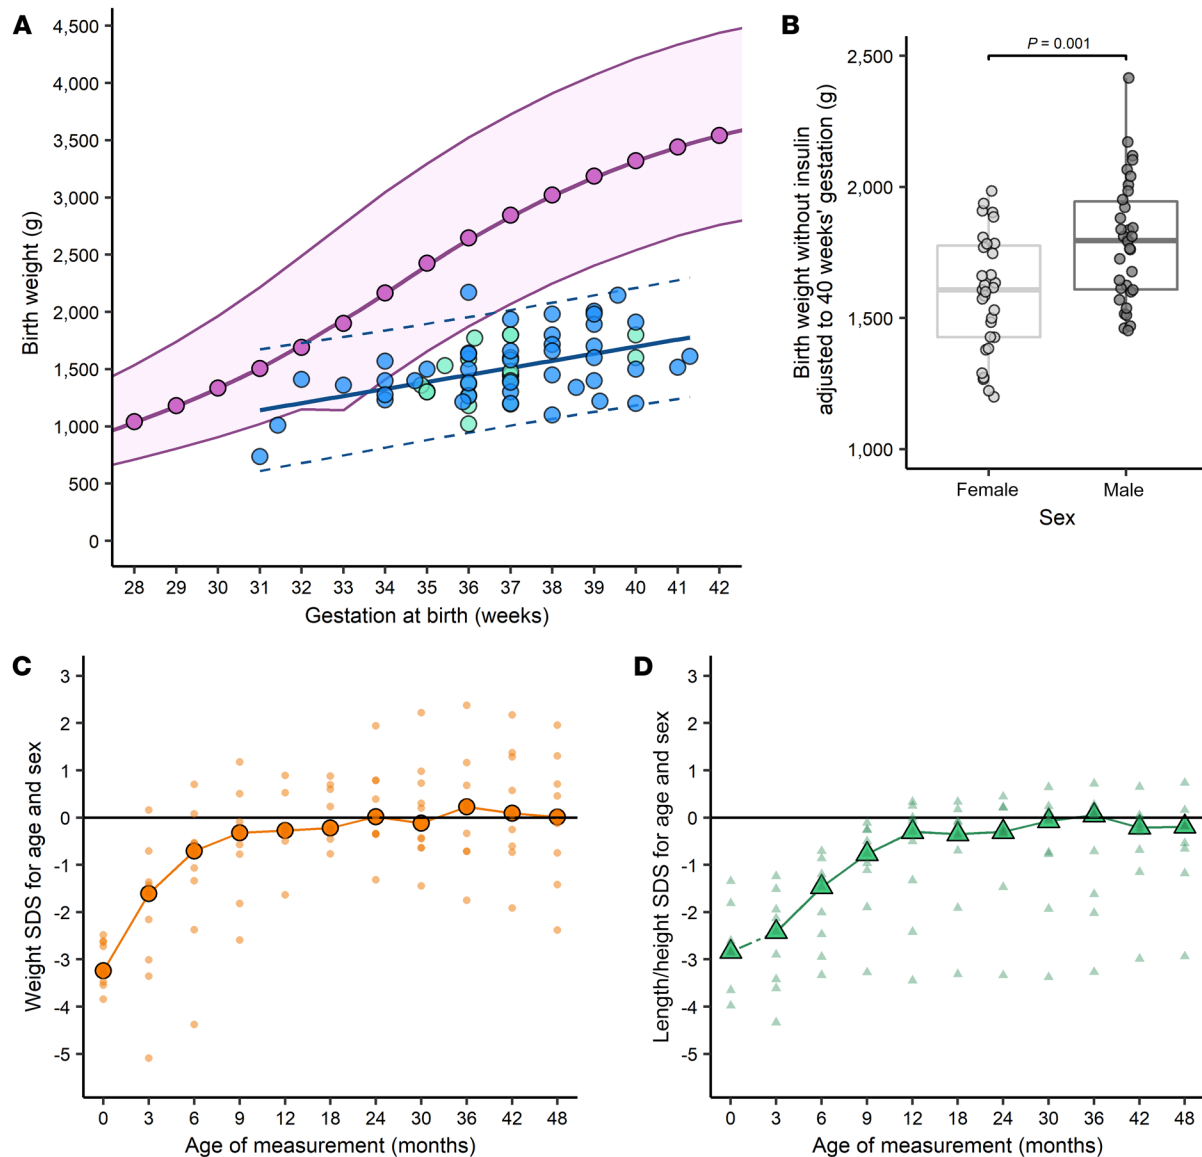 A
Birth weight (g)
4,500
4,000
3,500
3,000
2,500
2,000
1,500
1,000
500
0
28 29 30 31 32 33 34 35 36 37 38 39 40 41 42
Gestation at birth (weeks)
B
Birth weight without insulin
adjusted to 40 weeks' gestation (g)
P = 0.001
2,500
2,000
1,500
1,000
Female Male
Sex
C
Weight SDS for age and sex
3
2
1
0
-1
-2
-3
-4
-5
0 3 6 9 12 18 24 30 36 42 48
Age of measurement (months)
D
Length/height SDS for age and sex
3
2
1
0
-1
-2
-3
-4
-5
0 3 6 9 12 18 24 30 36 42 48
Age of measurement (months)